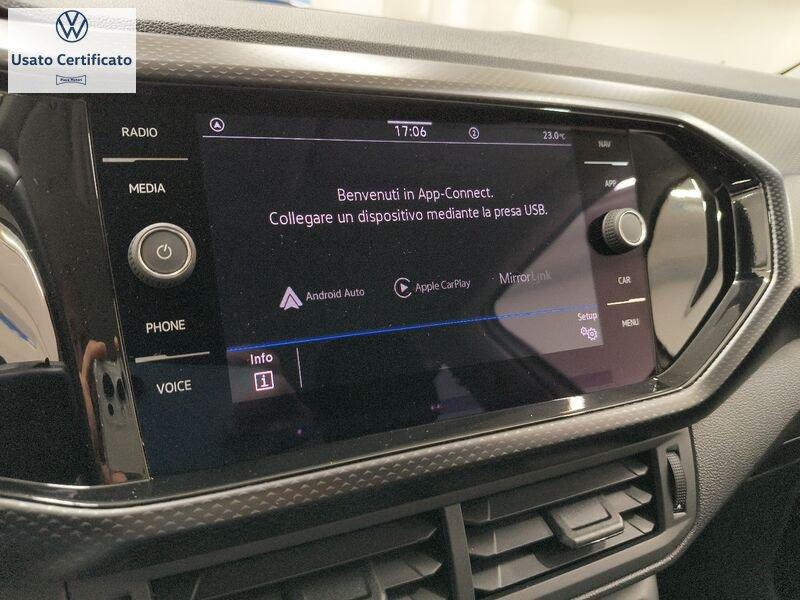 Usato Certificato
RADIO
MEDIA
PHONE
VOICE
17:06
2
23.0°C
Benvenuti in App-Connect.
Collegare un dispositivo mediante la presa USB.
Android Auto
Apple CarPlay
MirrorLink
Setup
Info
i
NAV
APP
CAR
MENU